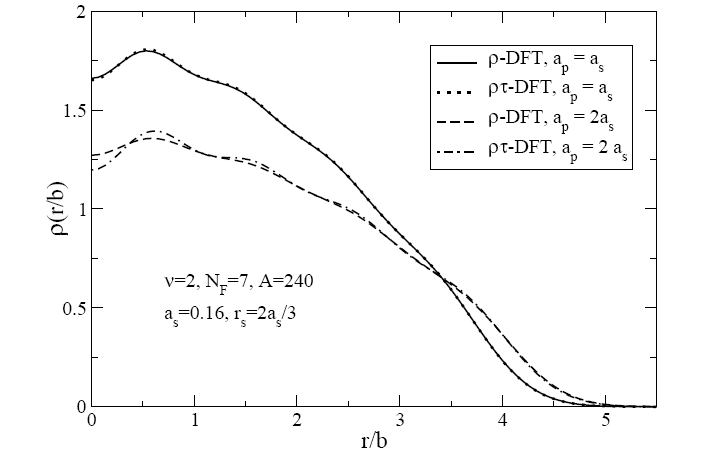 2
1.5
1
0.5
0
ρ(r/b)
ρ-DFT, a_p = a_s
ρτ-DFT, a_p = a_s
ρ-DFT, a_p = 2a_s
ρτ-DFT, a_p = 2 a_s
ν=2, N_F=7, A=240
a_s=0.16, r_s=2a_s/3
0 1 2 3 4 5
r/b